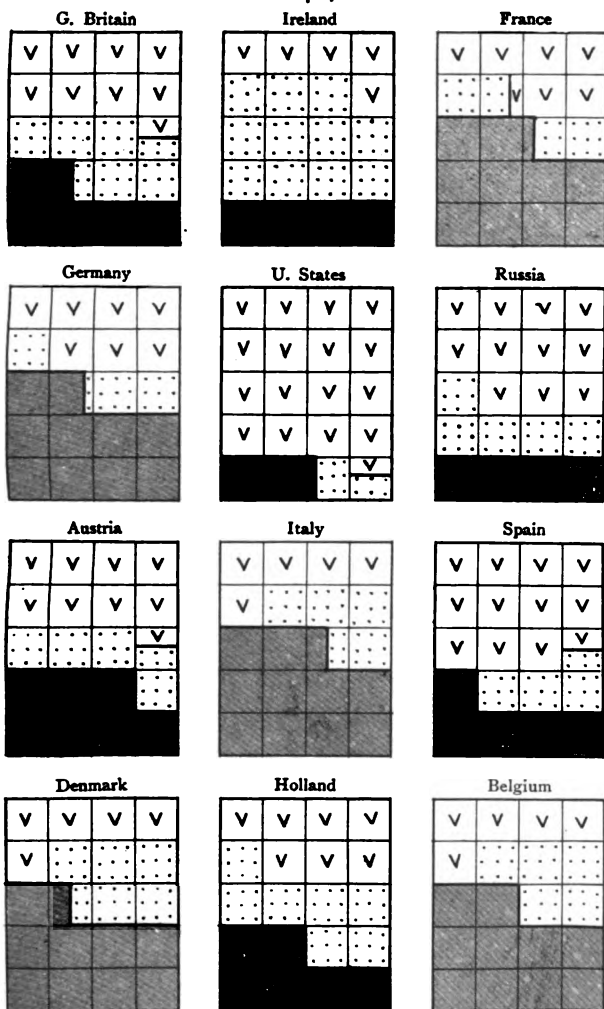 G. Britain Ireland France
V V V V V V V V V V V V
V V V V V V V V
V
Germany U. States Russia
V V V V V V V V V V V V
V V V V V V V V V V V
V V V V V V V
V V V V
V
Austria Italy Spain
V V V V V V V V V V V V
V V V V V V V V V
V V V V V
Denmark Holland Belgium
V V V V V V V V V V V V
V V V V V